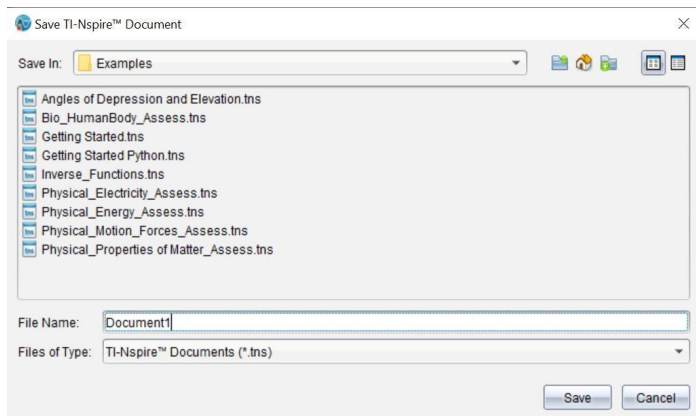 Save TI-Nspire™ Document
Save In: Examples
Angles of Depression and Elevation.tns
Bio_HumanBody_Assess.tns
Getting Started.tns
Getting Started Python.tns
Inverse_Functions.tns
Physical_Electricity_Assess.tns
Physical_Energy_Assess.tns
Physical_Motion_Forces_Assess.tns
Physical_Properties of Matter_Assess.tns
File Name: Document1
Files of Type: TI-Nspire™ Documents (*.tns)
Save Cancel